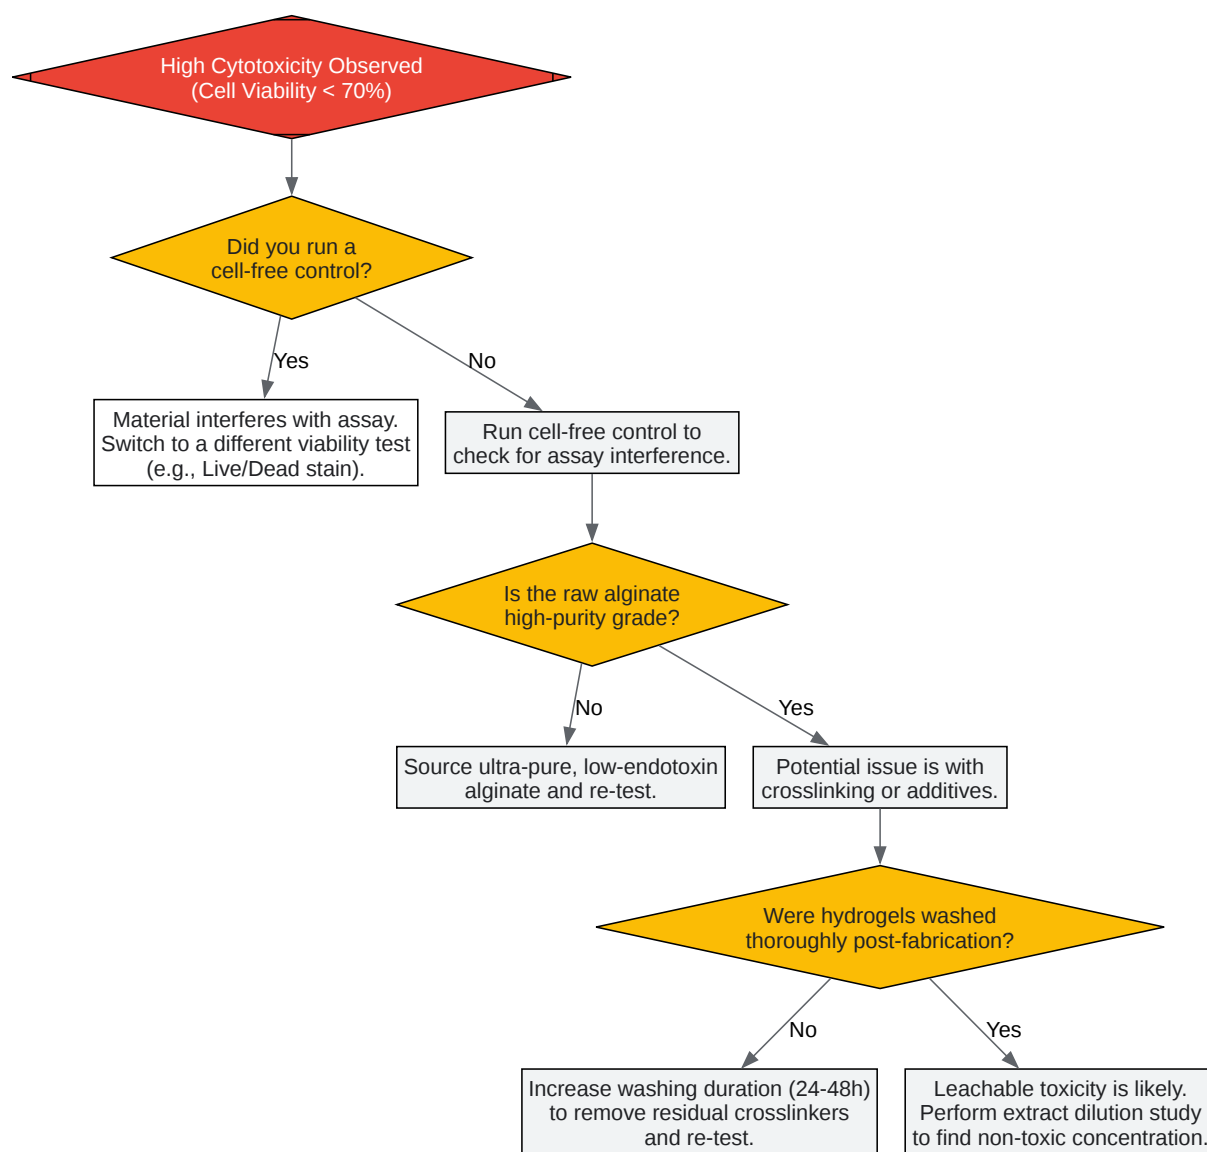 High Cytotoxicity Observed
(Cell Viability < 70%)
Did you run a
cell-free control?
Yes
No
Material interferes with assay.
Switch to a different viability test
(e.g., Live/Dead stain).
Run cell-free control to
check for assay interference.
Is the raw alginate
high-purity grade?
No
Yes
Source ultra-pure, low-endotoxin
alginate and re-test.
Potential issue is with
crosslinking or additives.
Were hydrogels washed
thoroughly post-fabrication?
No
Yes
Increase washing duration (24-48h)
to remove residual crosslinkers
and re-test.
Leachable toxicity is likely.
Perform extract dilution study
to find non-toxic concentration.